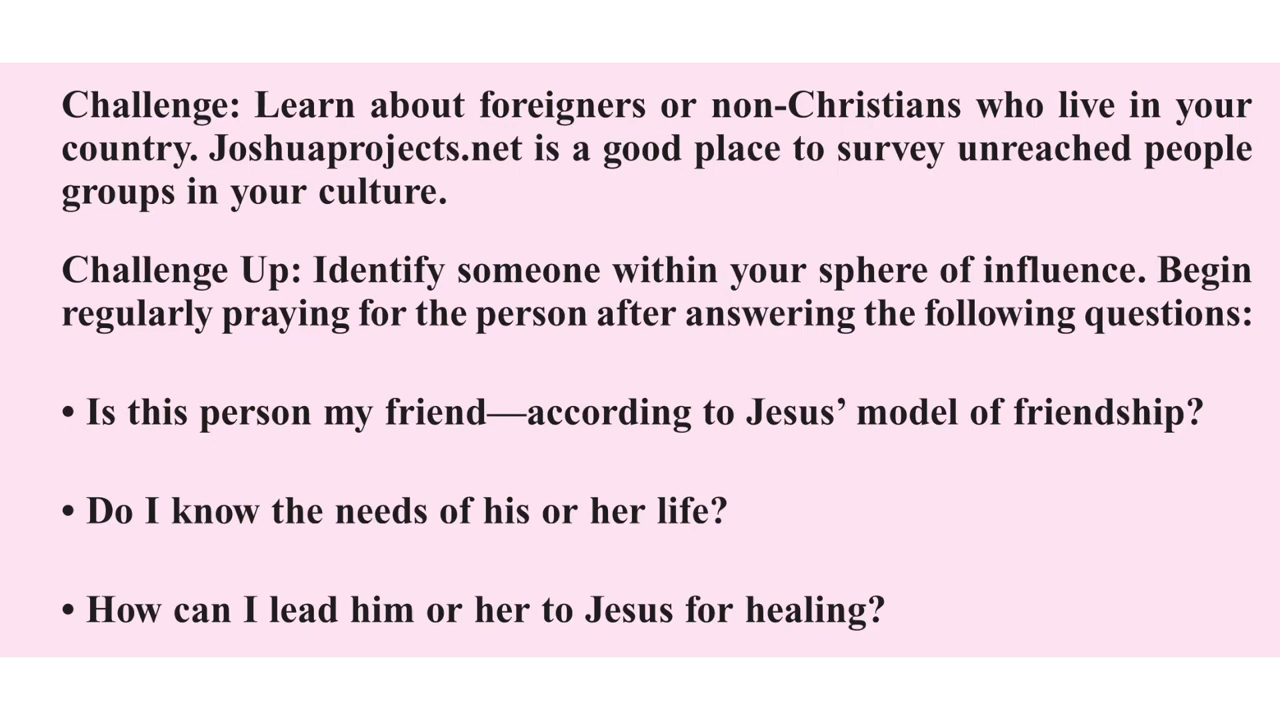 Challenge: Learn about foreigners or non-Christians who live in your
country. Joshuaprojects.net is a good place to survey unreached people
groups in your culture.
Challenge Up: Identify someone within your sphere of influence. Begin
regularly praying for the person after answering the following questions:
• Is this person my friend—according to Jesus’ model of friendship?
• Do I know the needs of his or her life?
• How can I lead him or her to Jesus for healing?